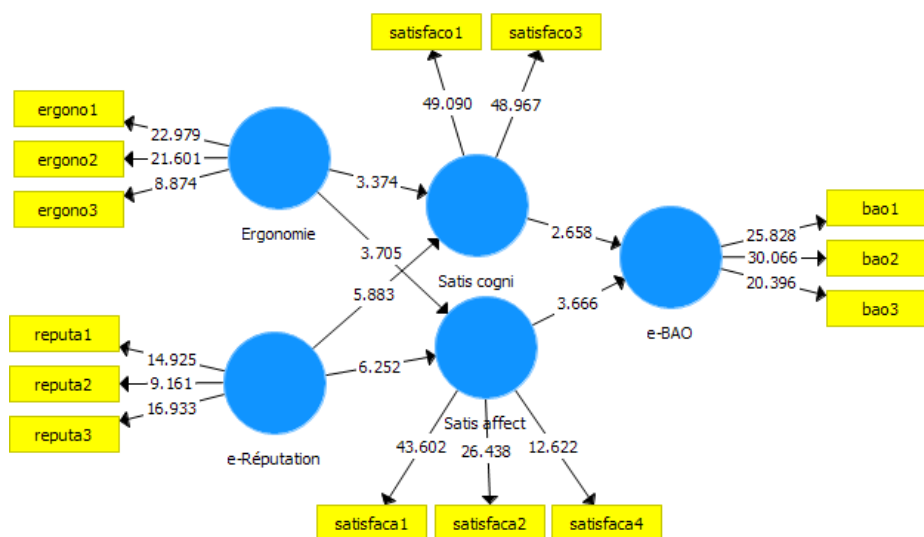 satisfaco1
satisfaco3
49.090
48.967
ergono1
22.979
ergono2
21.601
ergono3
8.874
3.374
Ergonomie
3.705
5.883
Satis cogni
2.658
3.666
bao1
25.828
bao2
30.066
bao3
20.396
e-BAO
reputa1
14.925
reputa2
9.161
reputa3
16.933
6.252
e-Réputation
Satis affect
43.602
26.438
12.622
satisfaca1
satisfaca2
satisfaca4